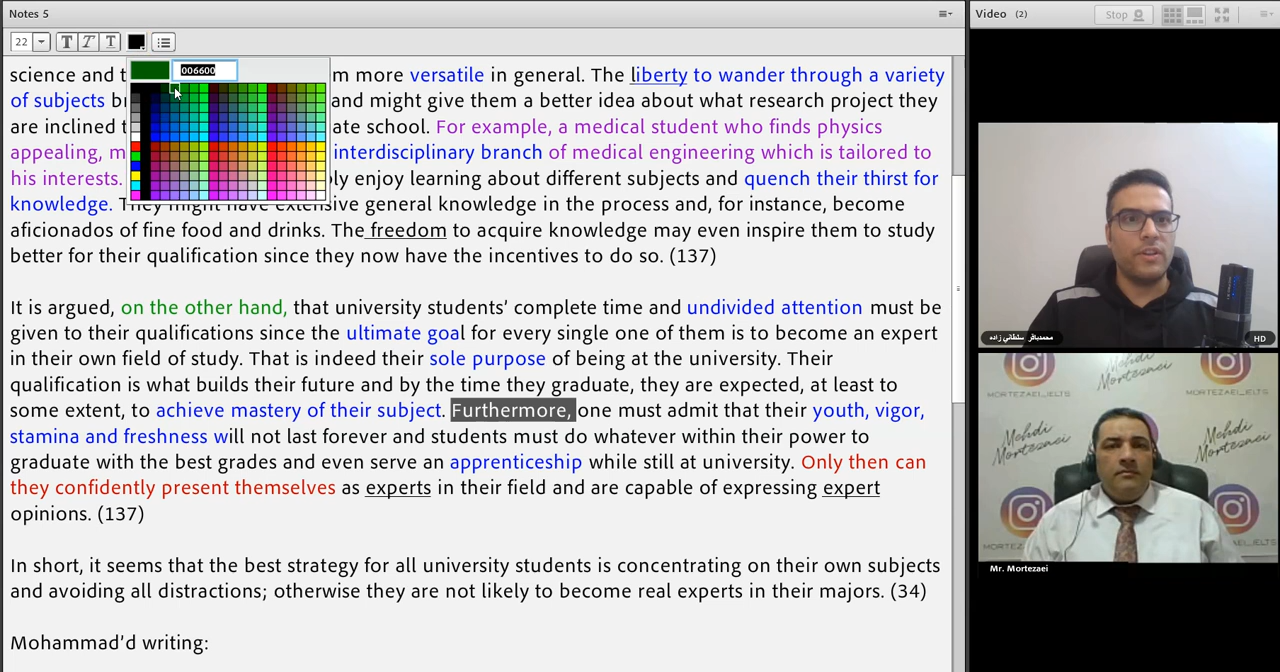 Notes 5
Video (2)
Stop
22 T T T
006600
science and t m more versatile in general. The liberty to wander through a variety
of subjects br and might give them a better idea about what research project they
are inclined t ate school. For example, a medical student who finds physics
appealing, m interdisciplinary branch of medical engineering which is tailored to
his interests. ly enjoy learning about different subjects and quench their thirst for
knowledge. They might have extensive general knowledge in the process and, for instance, become
aficionados of fine food and drinks. The freedom to acquire knowledge may even inspire them to study
better for their qualification since they now have the incentives to do so. (137)
It is argued, on the other hand, that university students' complete time and undivided attention must be
given to their qualifications since the ultimate goal for every single one of them is to become an expert
in their own field of study. That is indeed their sole purpose of being at the university. Their
qualification is what builds their future and by the time they graduate, they are expected, at least to
some extent, to achieve mastery of their subject. Furthermore, one must admit that their youth, vigor,
stamina and freshness will not last forever and students must do whatever within their power to
graduate with the best grades and even serve an apprenticeship while still at university. Only then can
they confidently present themselves as experts in their field and are capable of expressing expert
opinions. (137)
In short, it seems that the best strategy for all university students is concentrating on their own subjects
and avoiding all distractions; otherwise they are not likely to become real experts in their majors. (34)
Mohammad'd writing:
محمدباقر سلطاني زاده
HD
MEHDI
MORTEZAEI_IELTS
Mehdi
Mortezaei
Mehdi
Mortezaei
Mehdi
Mortezaei
MORTEZAEI
AEI_IELTS
Mr. Mortezaei